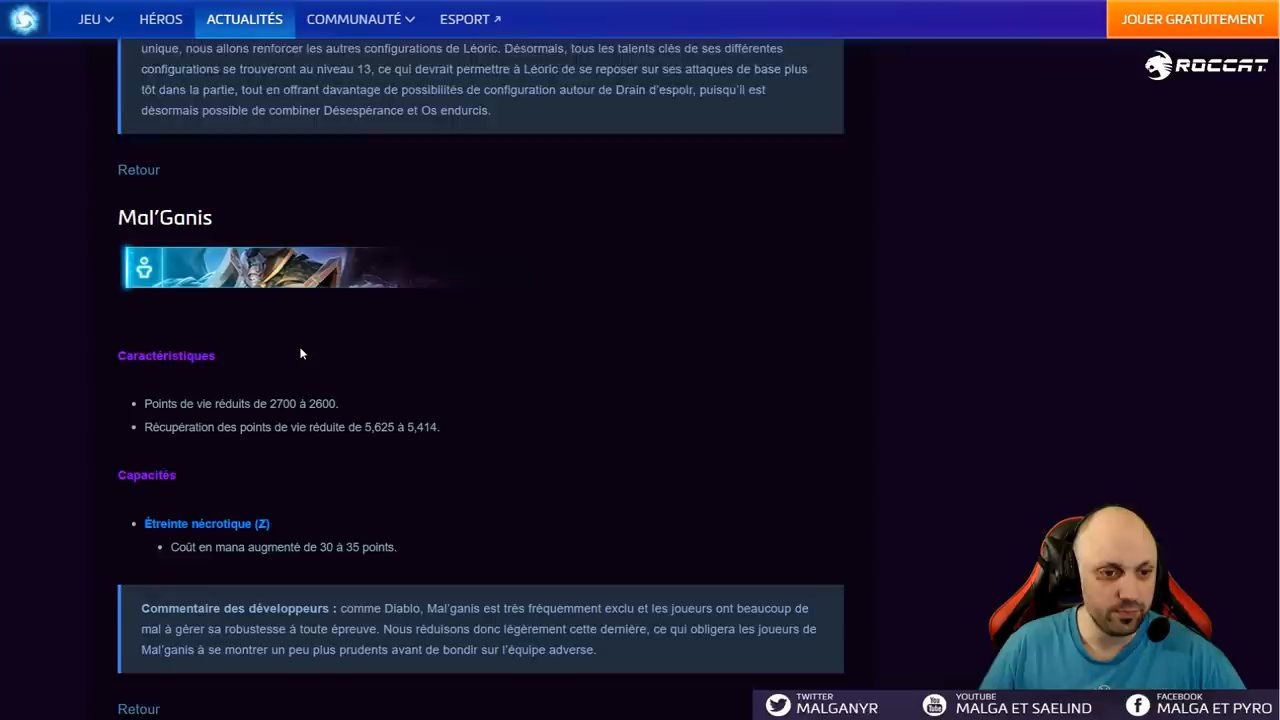 JEU HÉROS ACTUALITÉS COMMUNAUTÉ ESPORT JOUER GRATUITEMENT
ROCCAT
unique, nous allons renforcer les autres configurations de Léoric. Désormais, tous les talents clés de ses différentes
configurations se trouveront au niveau 13, ce qui devrait permettre à Léoric de se reposer sur ses attaques de base plus
tôt dans la partie, tout en offrant davantage de possibilités de configuration autour de Drain d'espoir, puisqu'il est
désormais possible de combiner Désespérance et Os endurcis.
Retour
Mal'Ganis
Caractéristiques
• Points de vie réduits de 2700 à 2600.
• Récupération des points de vie réduite de 5,625 à 5,414.
Capacités
• Étreinte nécrotique (Z)
• Coût en mana augmenté de 30 à 35 points.
Commentaire des développeurs : comme Diablo, Mal'ganis est très fréquemment exclu et les joueurs ont beaucoup de
mal à gérer sa robustesse à toute épreuve. Nous réduisons donc légèrement cette dernière, ce qui obligera les joueurs de
Mal'ganis à se montrer un peu plus prudents avant de bondir sur l'équipe adverse.
Retour
TWITTER
MALGANYR
YOUTUBE
MALGA ET SAELIND
FACEBOOK
MALGA ET PYRO